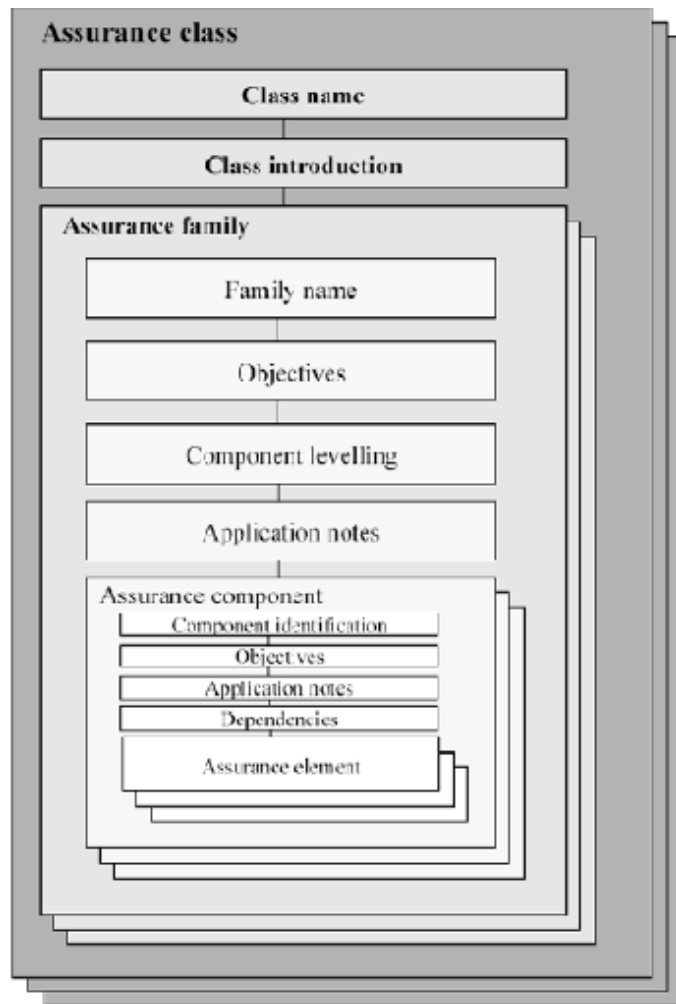 Assurance class
Class name
Class introduction
Assurance family
Family name
Objectives
Component levelling
Application notes
Assurance component
Component identification
Objectives
Application notes
Dependencies
Assurance element